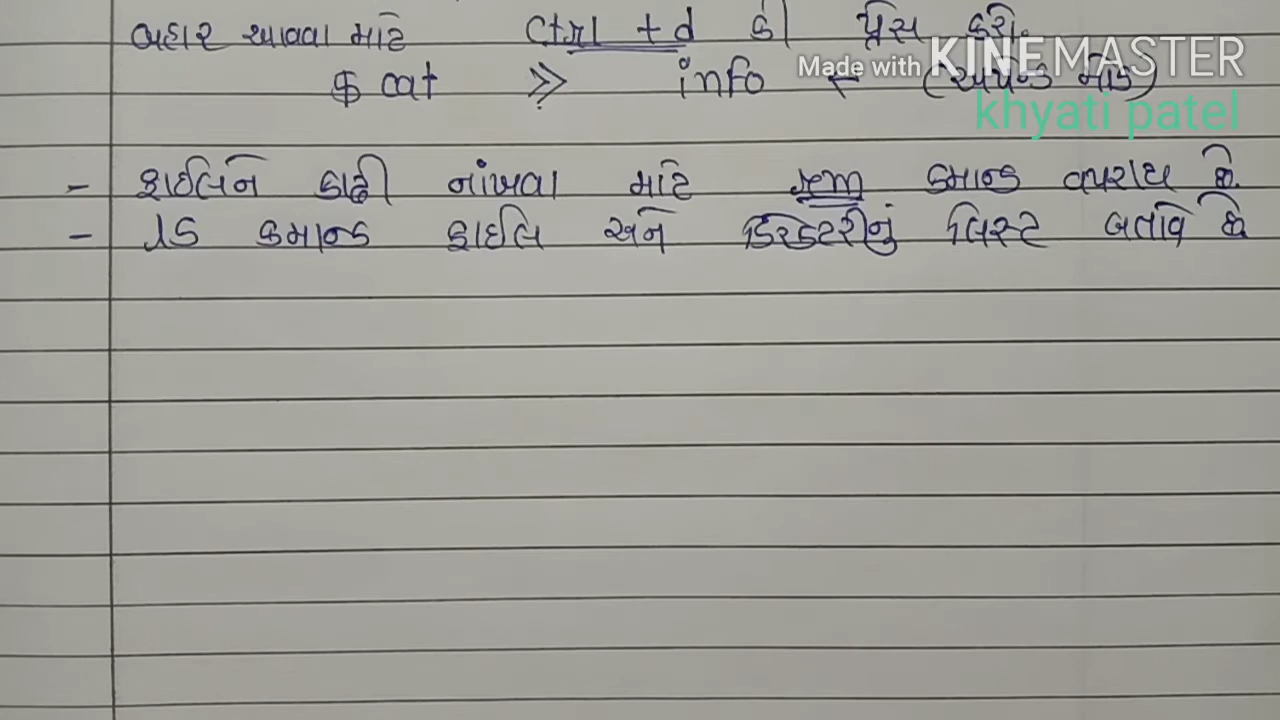 બહાર આવવા માટે Ctrl + d કી પ્રેસ કરો.
Made with KINEMASTER
$ cat >> info ← (અપેન્ડ મોડ)
khyati patel
- ફાઈલને કાઢી નાંખવા માટે rm કમાન્ડ વપરાય છે.
- ls કમાન્ડ ફાઈલ અને ડિરેક્ટરીનું લિસ્ટ બતાવે છે